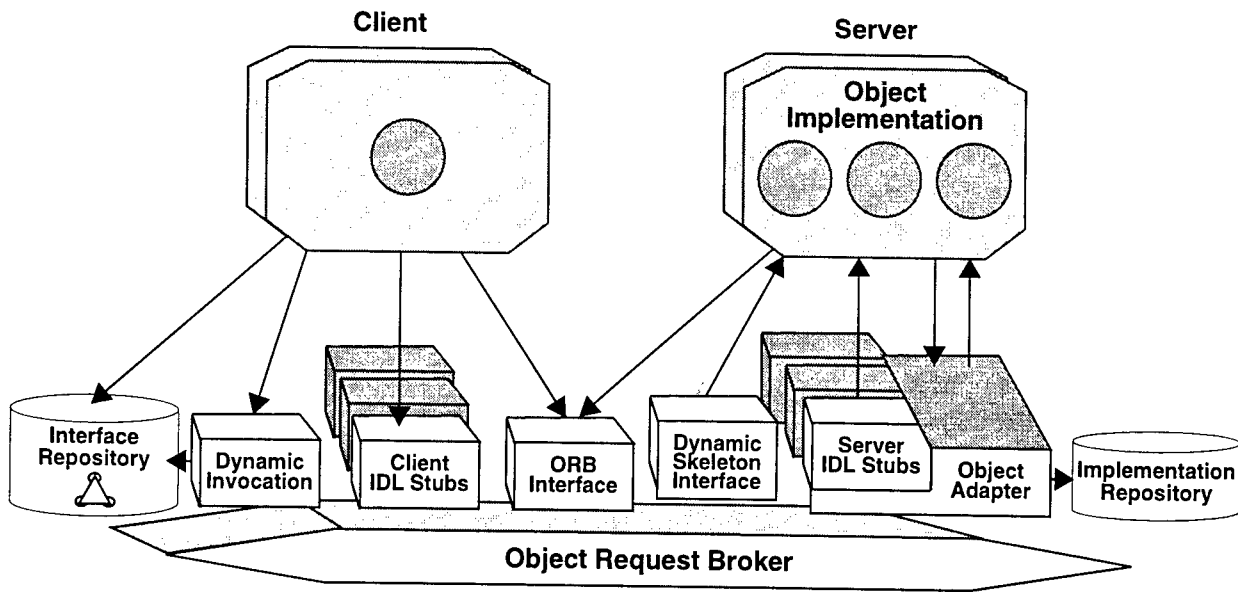 Client
Server
Object
Implementation
Interface
Repository
Dynamic
Invocation
Client
IDL Stubs
ORB
Interface
Dynamic
Skeleton
Interface
Server
IDL Stubs
Object
Adapter
Implementation
Repository
Object Request Broker